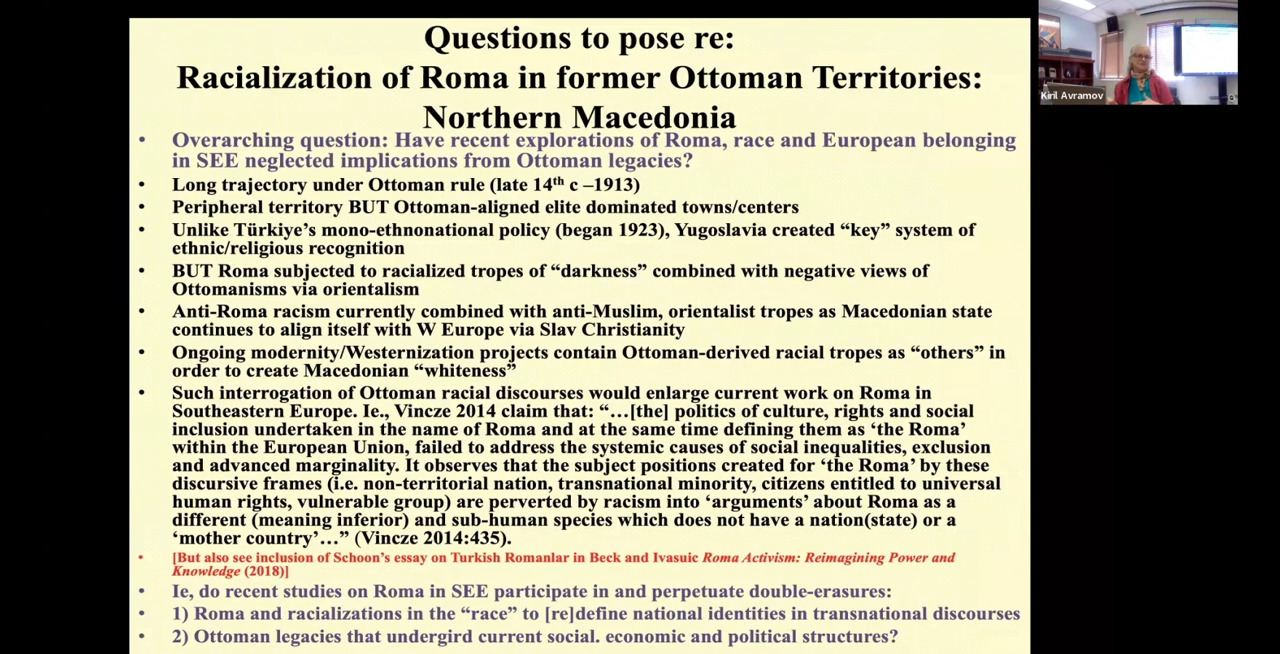 Questions to pose re:
Racialization of Roma in former Ottoman Territories:
Northern Macedonia
• Overarching question: Have recent explorations of Roma, race and European belonging
in SEE neglected implications from Ottoman legacies?
• Long trajectory under Ottoman rule (late 14th c –1913)
• Peripheral territory BUT Ottoman-aligned elite dominated towns/centers
• Unlike Türkiye’s mono-ethnonational policy (began 1923), Yugoslavia created “key” system of
ethnic/religious recognition
• BUT Roma subjected to racialized tropes of “darkness” combined with negative views of
Ottomanisms via orientalism
• Anti-Roma racism currently combined with anti-Muslim, orientalist tropes as Macedonian state
continues to align itself with W Europe via Slav Christianity
• Ongoing modernity/Westernization projects contain Ottoman-derived racial tropes as “others” in
order to create Macedonian “whiteness”
• Such interrogation of Ottoman racial discourses would enlarge current work on Roma in
Southeastern Europe. Ie., Vincze 2014 claim that: “…[the] politics of culture, rights and social
inclusion undertaken in the name of Roma and at the same time defining them as ‘the Roma’
within the European Union, failed to address the systemic causes of social inequalities, exclusion
and advanced marginality. It observes that the subject positions created for ‘the Roma’ by these
discursive frames (i.e. non-territorial nation, transnational minority, citizens entitled to universal
human rights, vulnerable group) are perverted by racism into ‘arguments’ about Roma as a
different (meaning inferior) and sub-human species which does not have a nation(state) or a
‘mother country’…” (Vincze 2014:435).
• [But also see inclusion of Schoon’s essay on Turkish Romanlar in Beck and Ivasuic Roma Activism: Reimagining Power and
Knowledge (2018)]
• Ie, do recent studies on Roma in SEE participate in and perpetuate double-erasures:
• 1) Roma and racializations in the “race” to [re]define national identities in transnational discourses
• 2) Ottoman legacies that undergird current social. economic and political structures?
Kiril Avramov